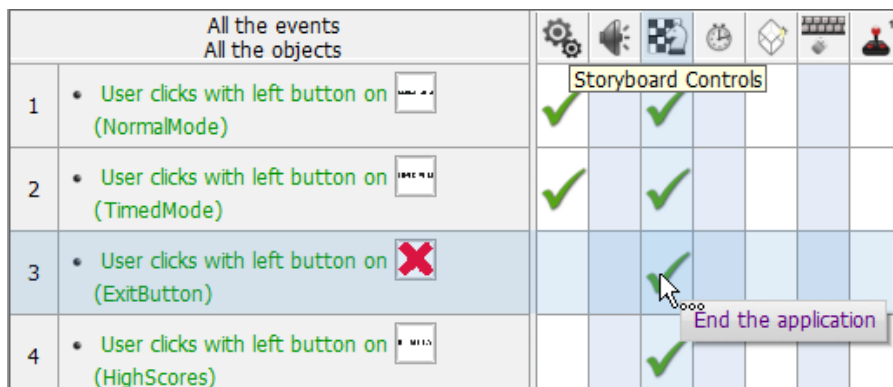 All the events
All the objects
Storyboard Controls
1
• User clicks with left button on
(NormalMode)
2
• User clicks with left button on
(TimedMode)
3
• User clicks with left button on
(ExitButton)
End the application
4
• User clicks with left button on
(HighScores)